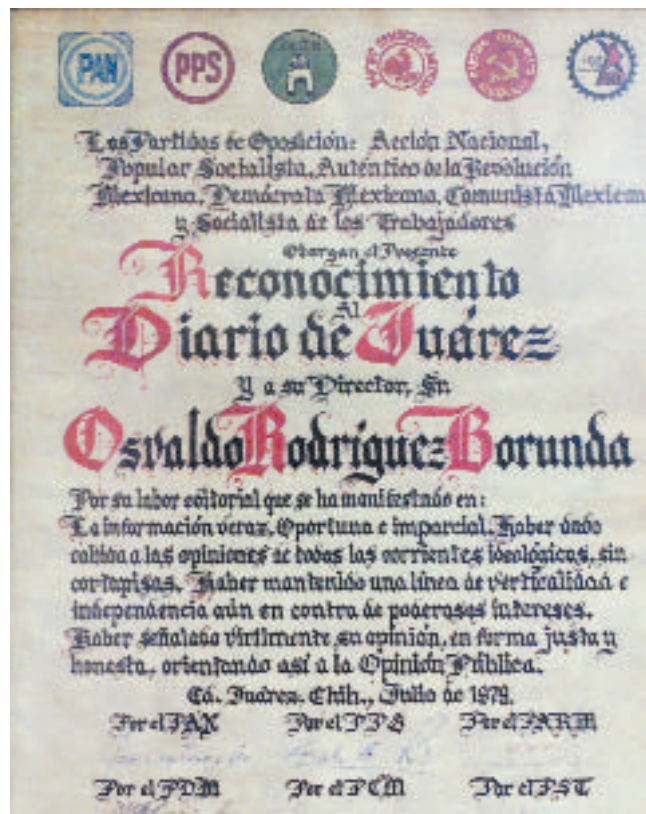 PAN
PPS
Los Partidos de Oposición: Acción Nacional,
Popular Socialista, Auténtico de la Revolución
Mexicana, Demócrata Mexicana, Comunista Mexican
y Socialista de los Trabajadores
Otorgan el Presente
Reconocimiento
Al
Diario de Juárez
Y a su Director, Sr.
Osvaldo Rodríguez Borunda
Por su labor editorial que se ha manifestado en:
La información veraz, Oportuna e imparcial, Haber dado
cabida a las opiniones de todas las corrientes ideológicas, sin
cortapisas. Haber mantenido una línea de verticalidad e
independencia aún en contra de poderosos intereses.
Haber señalado virilmente su opinión, en forma justa y
honesta, orientando así a la Opinión Pública.
Cd. Juárez, Chih., Julio de 1979.
Por el PAN Por el PPS Por el PARM
Por el PDM Por el PCM Por el PST